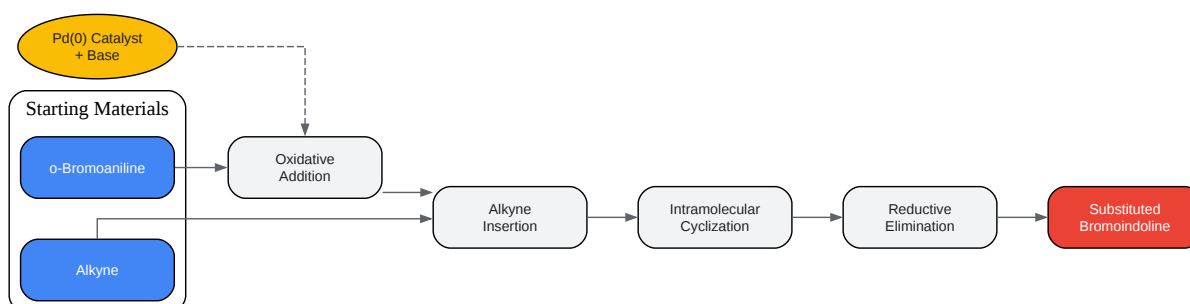 Pd(0) Catalyst
+ Base
Starting Materials
o-Bromoaniline
Oxidative
Addition
Alkyne
Alkyne
Insertion
Intramolecular
Cyclization
Reductive
Elimination
Substituted
Bromoindoline